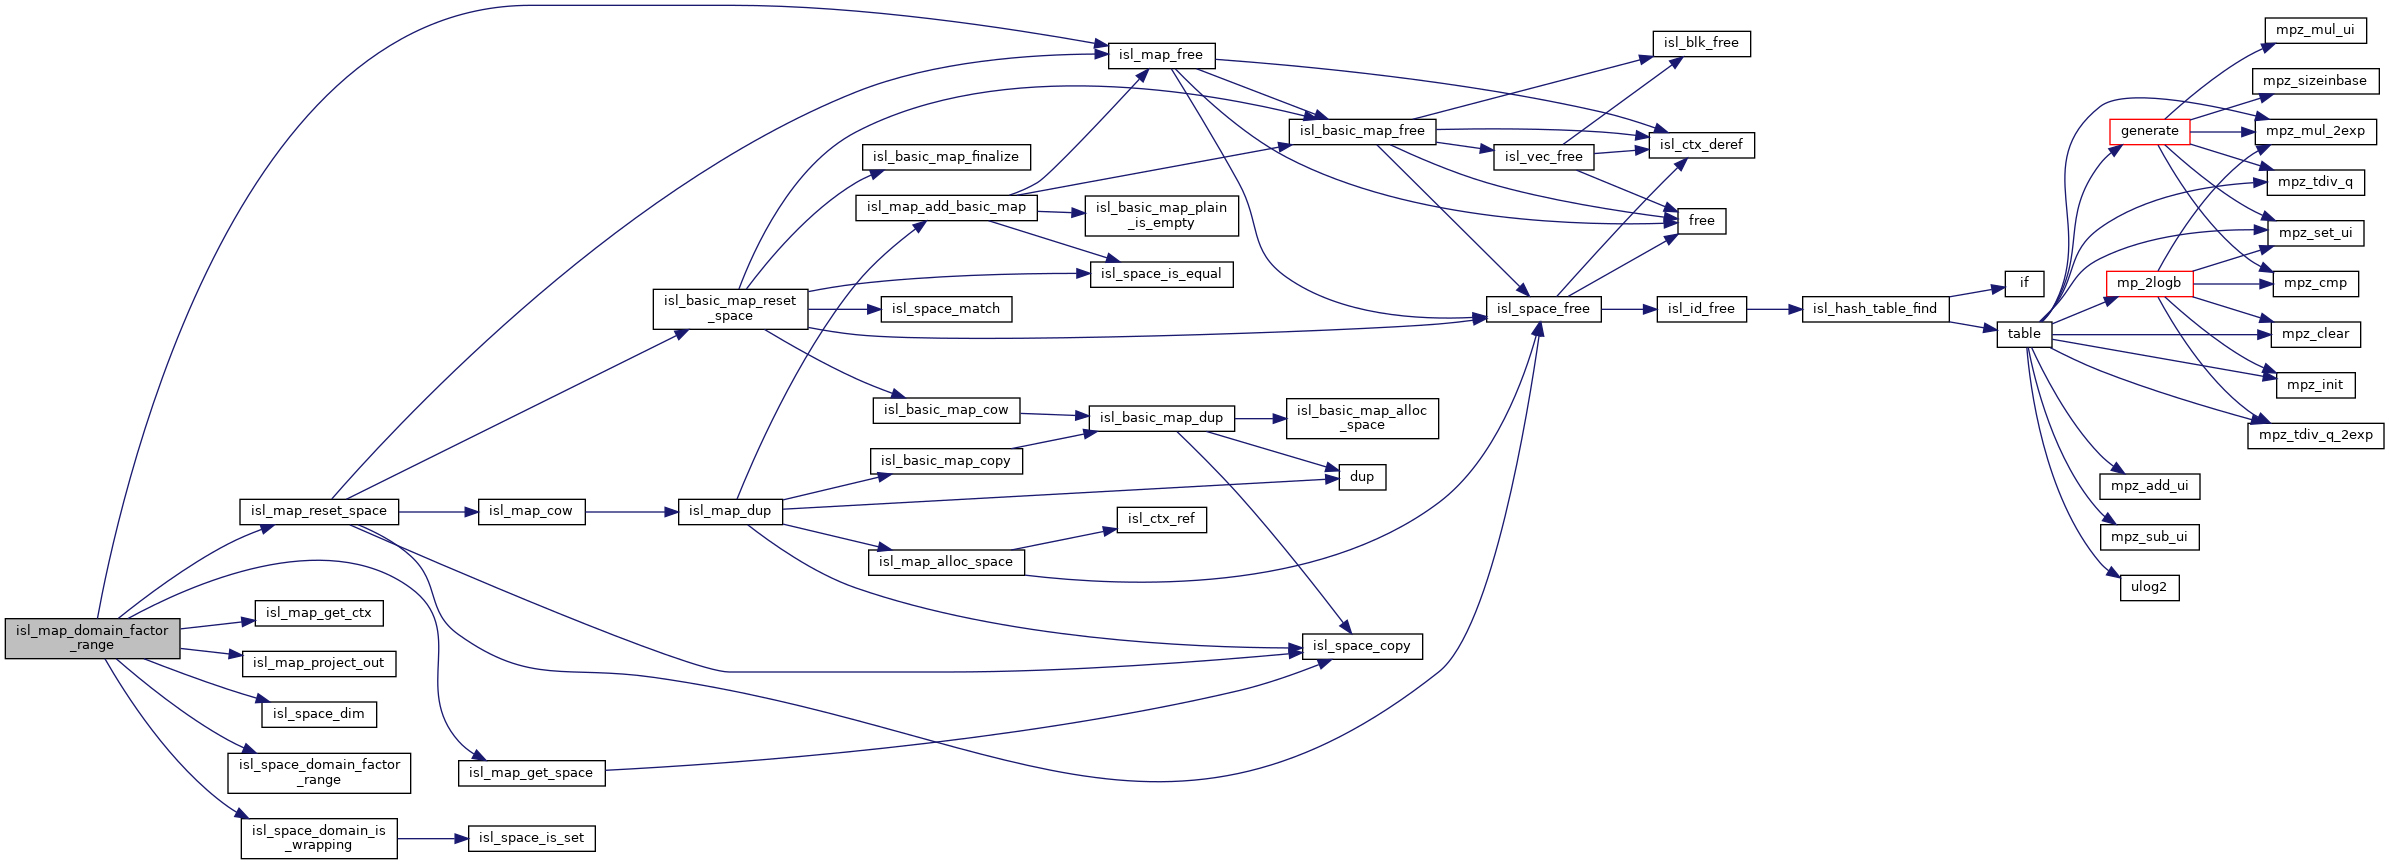 isl_map_domain_factor
_range
isl_map_free
isl_map_reset_space
isl_map_get_ctx
isl_map_project_out
isl_space_dim
isl_space_domain_factor
_range
isl_space_domain_is
_wrapping
isl_map_cow
isl_map_get_space
isl_space_is_set
isl_basic_map_reset
_space
isl_map_dup
isl_basic_map_finalize
isl_map_add_basic_map
isl_space_match
isl_basic_map_cow
isl_basic_map_copy
isl_map_alloc_space
isl_basic_map_plain
_is_empty
isl_space_is_equal
isl_basic_map_dup
isl_ctx_ref
isl_basic_map_free
isl_basic_map_alloc
_space
dup
isl_space_copy
isl_vec_free
isl_space_free
isl_blk_free
isl_ctx_deref
free
isl_id_free
isl_hash_table_find
if
table
generate
mp_2logb
mpz_add_ui
mpz_sub_ui
ulog2
mpz_mul_ui
mpz_sizeinbase
mpz_mul_2exp
mpz_tdiv_q
mpz_set_ui
mpz_cmp
mpz_clear
mpz_init
mpz_tdiv_q_2exp